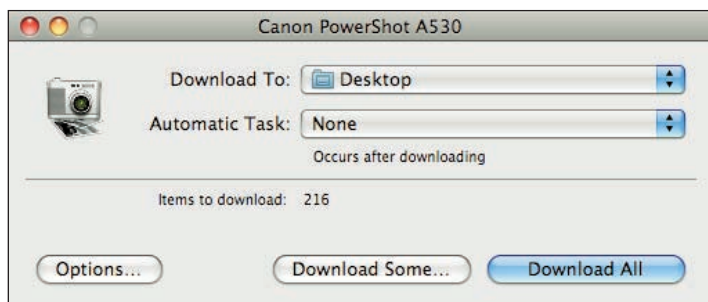 Canon PowerShot A530
Download To: Desktop
Automatic Task: None
Occurs after downloading
Items to download: 216
Options... Download Some... Download All